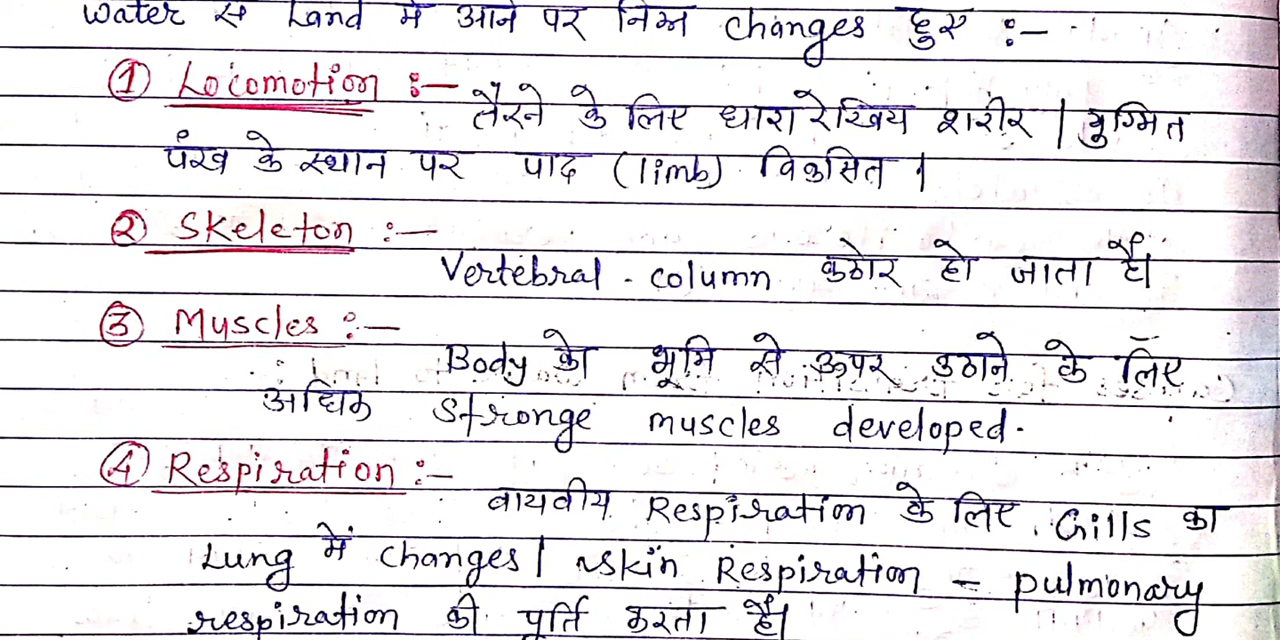 water से Land में आने पर निम्न changes हुए :-
① Locomotion :- तैरने के लिए धारारेखिय शरीर | युग्मित
पंख के स्थान पर पाद (limb) विकसित |
② Skeleton :-
Vertebral - column कठोर हो जाता है।
③ Muscles :-
Body को भूमि से ऊपर उठाने के लिए
अधिक Stronge muscles developed.
④ Respiration :-
वायवीय Respiration के लिए Gills का
Lung में changes | skin Respiration - pulmonary
respiration की पूर्ति करता है।